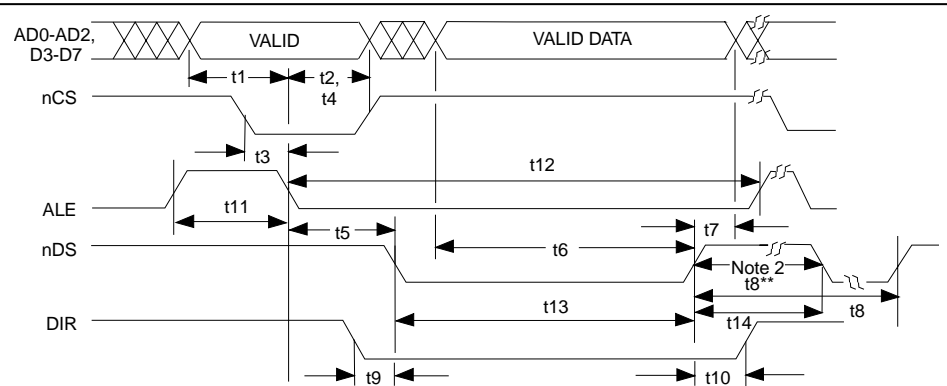 AD0-AD2,
D3-D7
VALID
VALID DATA
t1
t2,
t4
nCS
t3
t12
ALE
t11
t5
t7
nDS
t6
Note 2
t8**
t8
t13
t14
DIR
t9
t10